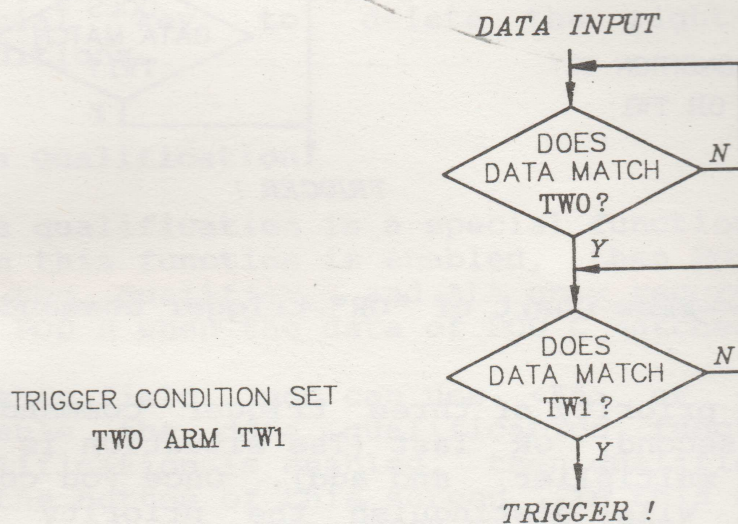 DATA INPUT
DOES
DATA MATCH
TW0?
N
Y
DOES
DATA MATCH
TW1?
N
Y
TRIGGER CONDITION SET
TW0 ARM TW1
TRIGGER !